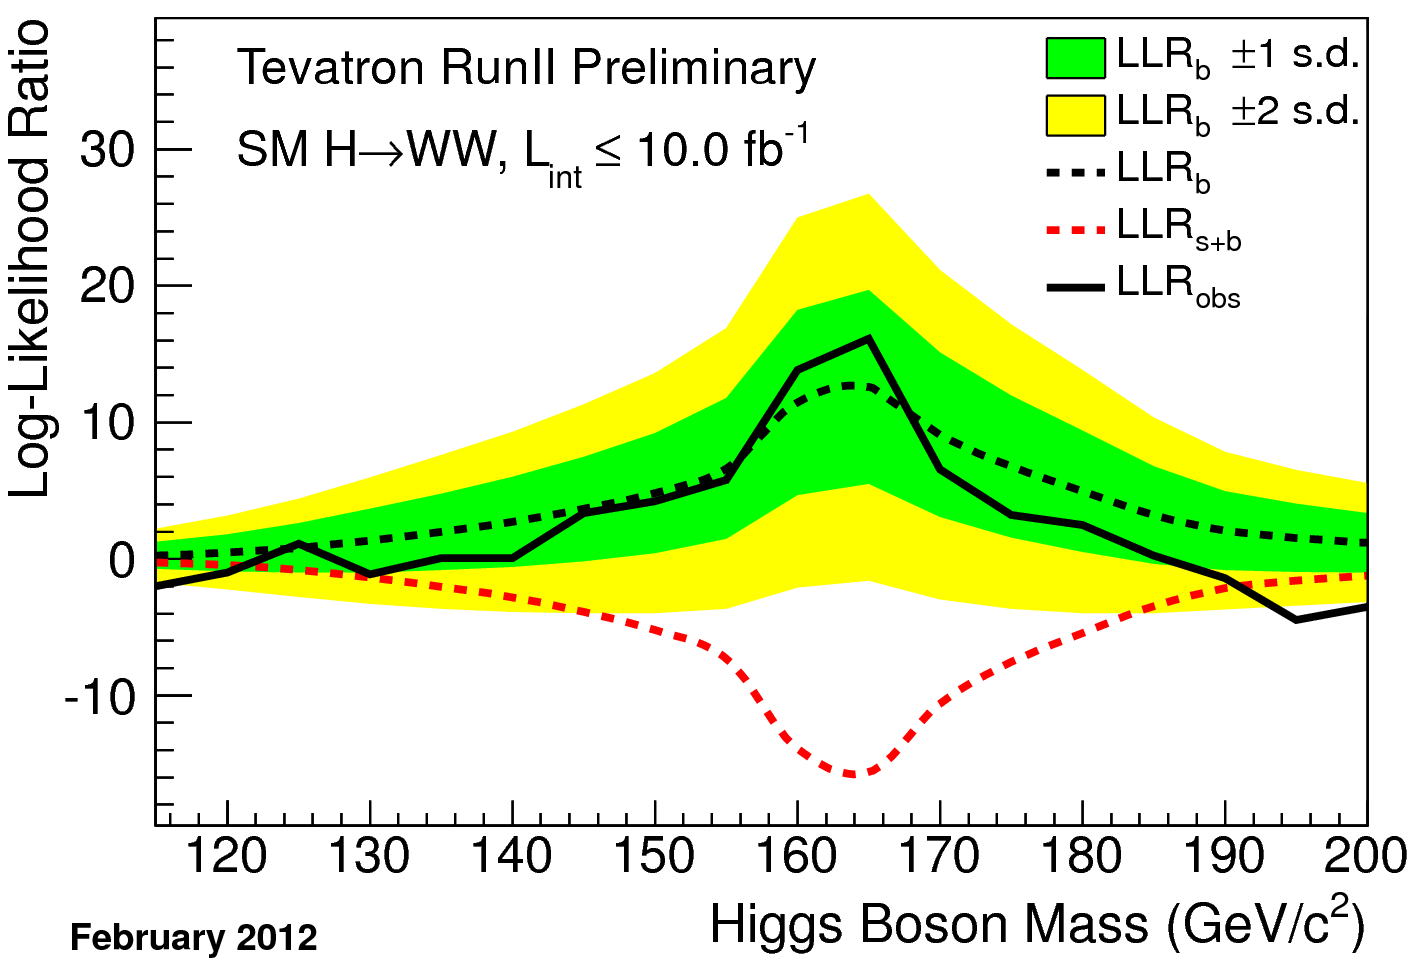 Log-Likelihood Ratio
Tevatron RunII Preliminary
SM H→WW, L_int ≤ 10.0 fb^-1
LLR_b ±1 s.d.
LLR_b ±2 s.d.
LLR_b
LLR_s+b
LLR_obs
30
20
10
0
-10
120 130 140 150 160 170 180 190 200
Higgs Boson Mass (GeV/c^2)
February 2012